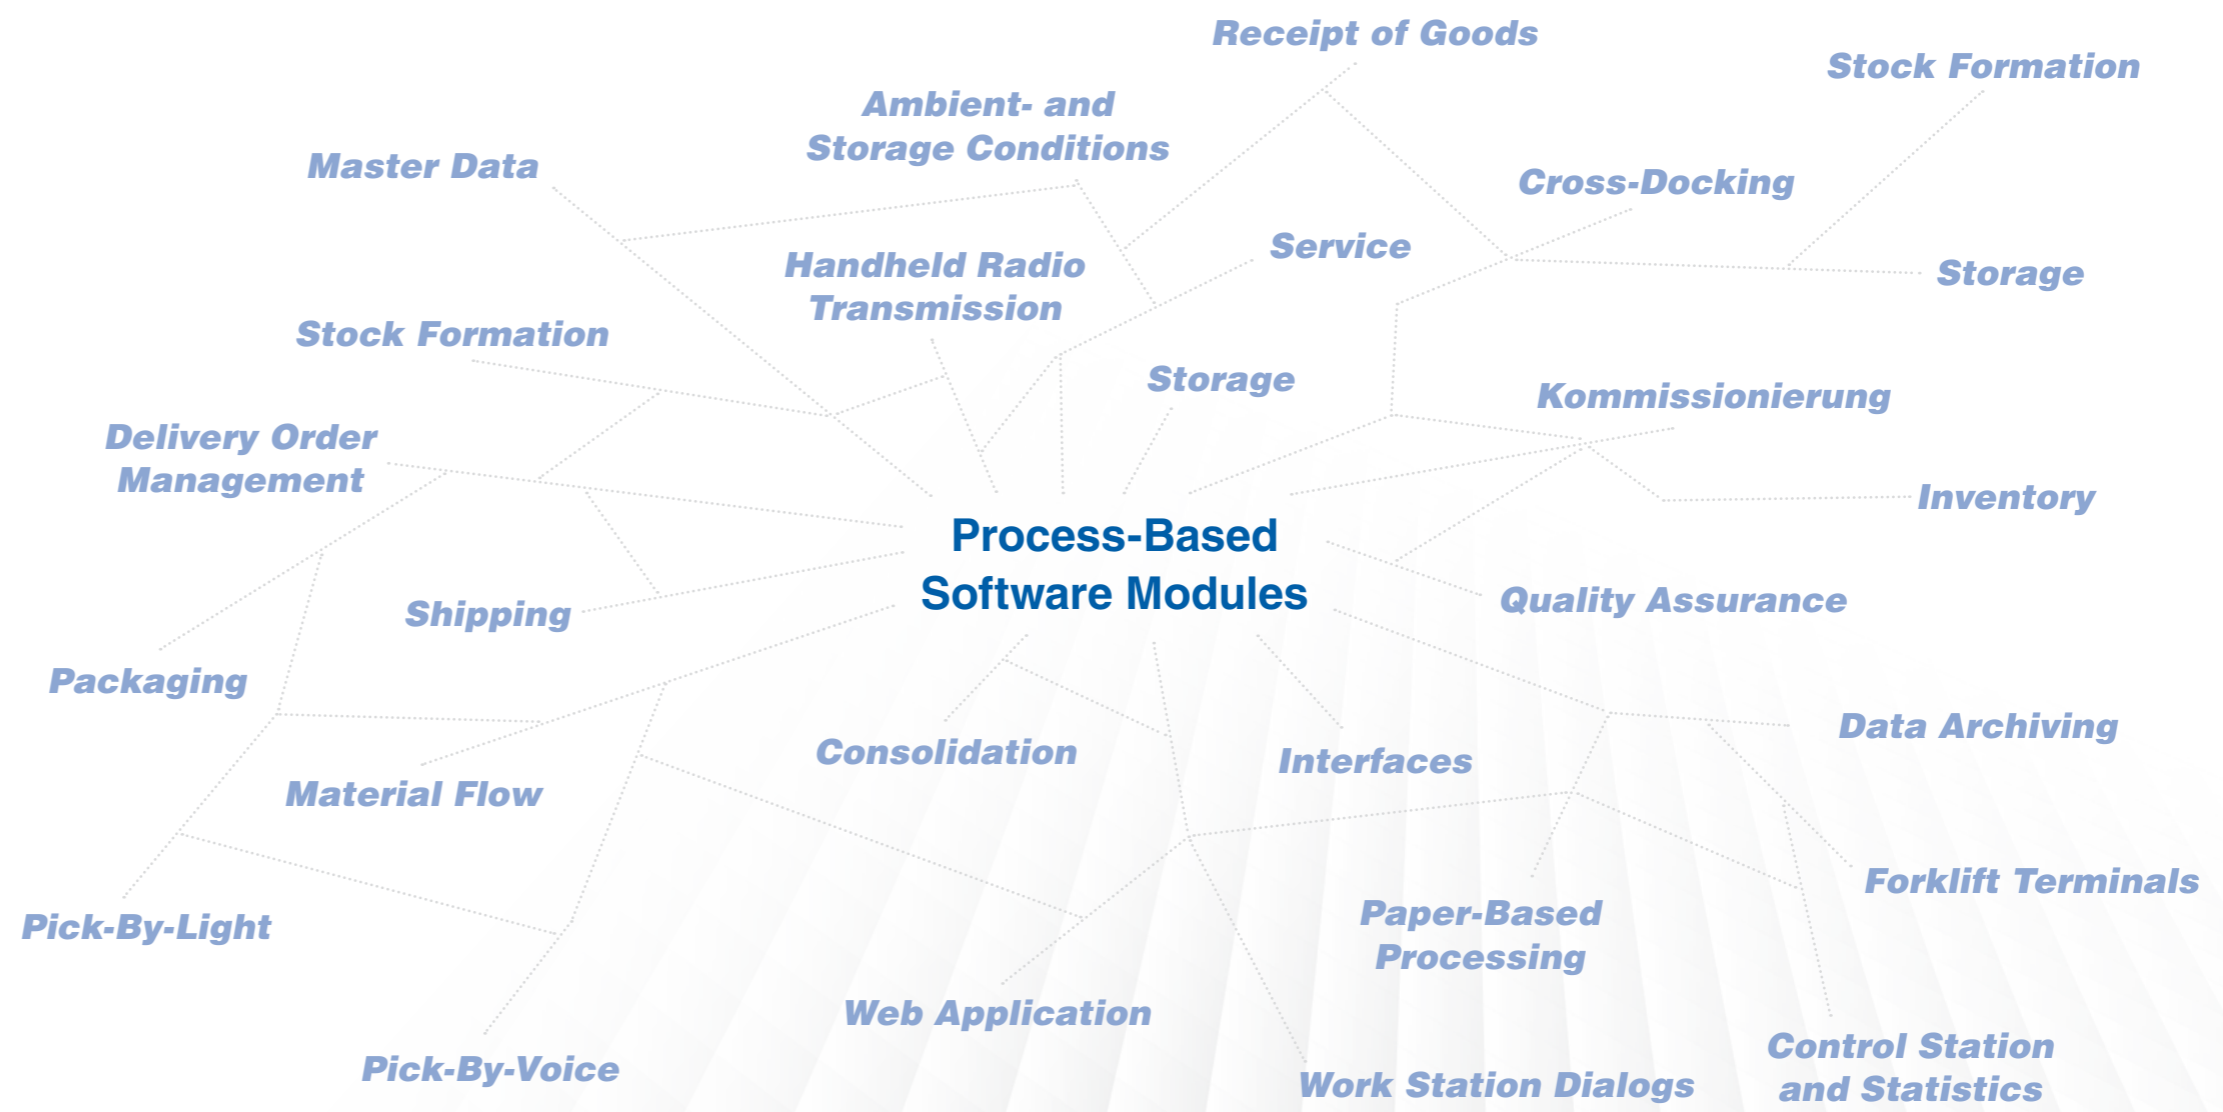 Receipt of Goods
Stock Formation
Ambient- and
Storage Conditions
Master Data
Cross-Docking
Service
Handheld Radio
Transmission
Storage
Stock Formation
Storage
Kommissionierung
Delivery Order
Management
Inventory
Process-Based
Software Modules
Shipping
Quality Assurance
Packaging
Data Archiving
Consolidation
Interfaces
Material Flow
Forklift Terminals
Pick-By-Light
Paper-Based
Processing
Web Application
Pick-By-Voice
Control Station
and Statistics
Work Station Dialogs